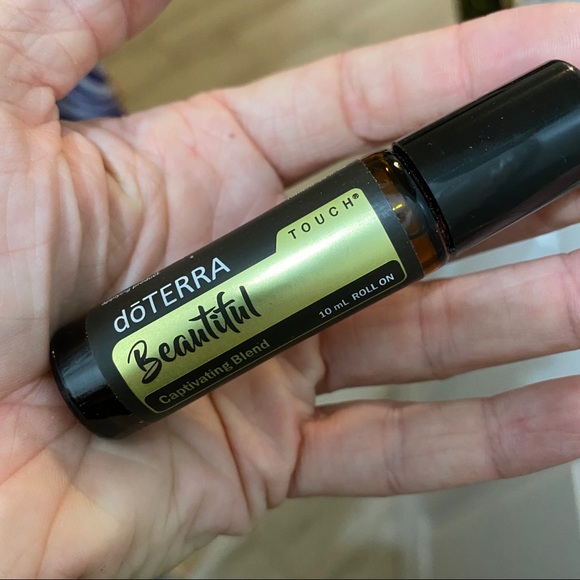 TOUCH®
dōTERRA
Beautiful
Captivating Blend
10 mL ROLL ON